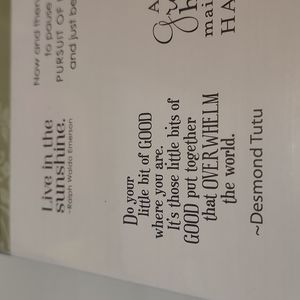 Now and then
to pause
PURSUIT OF
and just be
Live in the
sunshine.
~Ralph Waldo Emerson
Do your
little bit of GOOD
where you are.
It's those little bits of
GOOD put together
that OVERWHELM
the world.
~Desmond Tutu